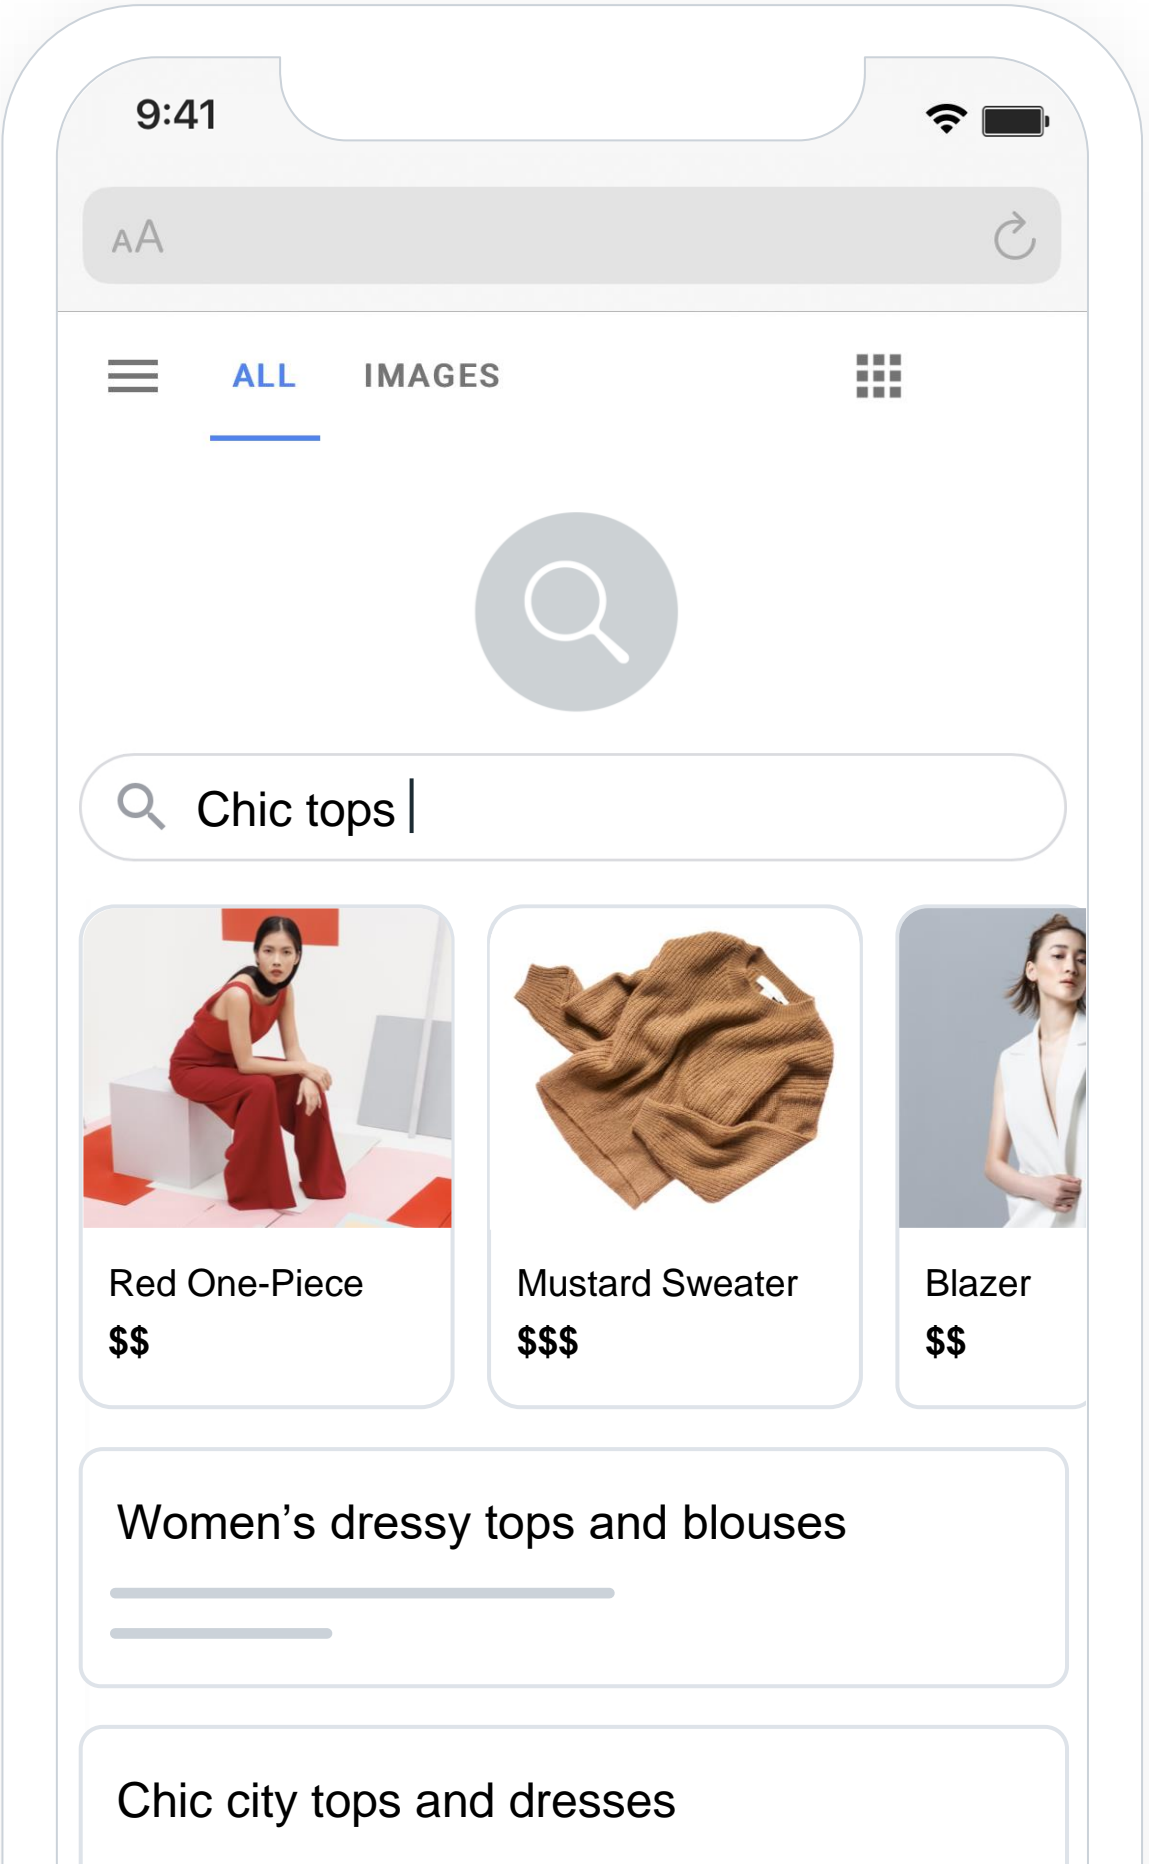 9:41
AA
ALL IMAGES
Chic tops
Red One-Piece
$$
Mustard Sweater
$$$
Blazer
$$
Women’s dressy tops and blouses
Chic city tops and dresses